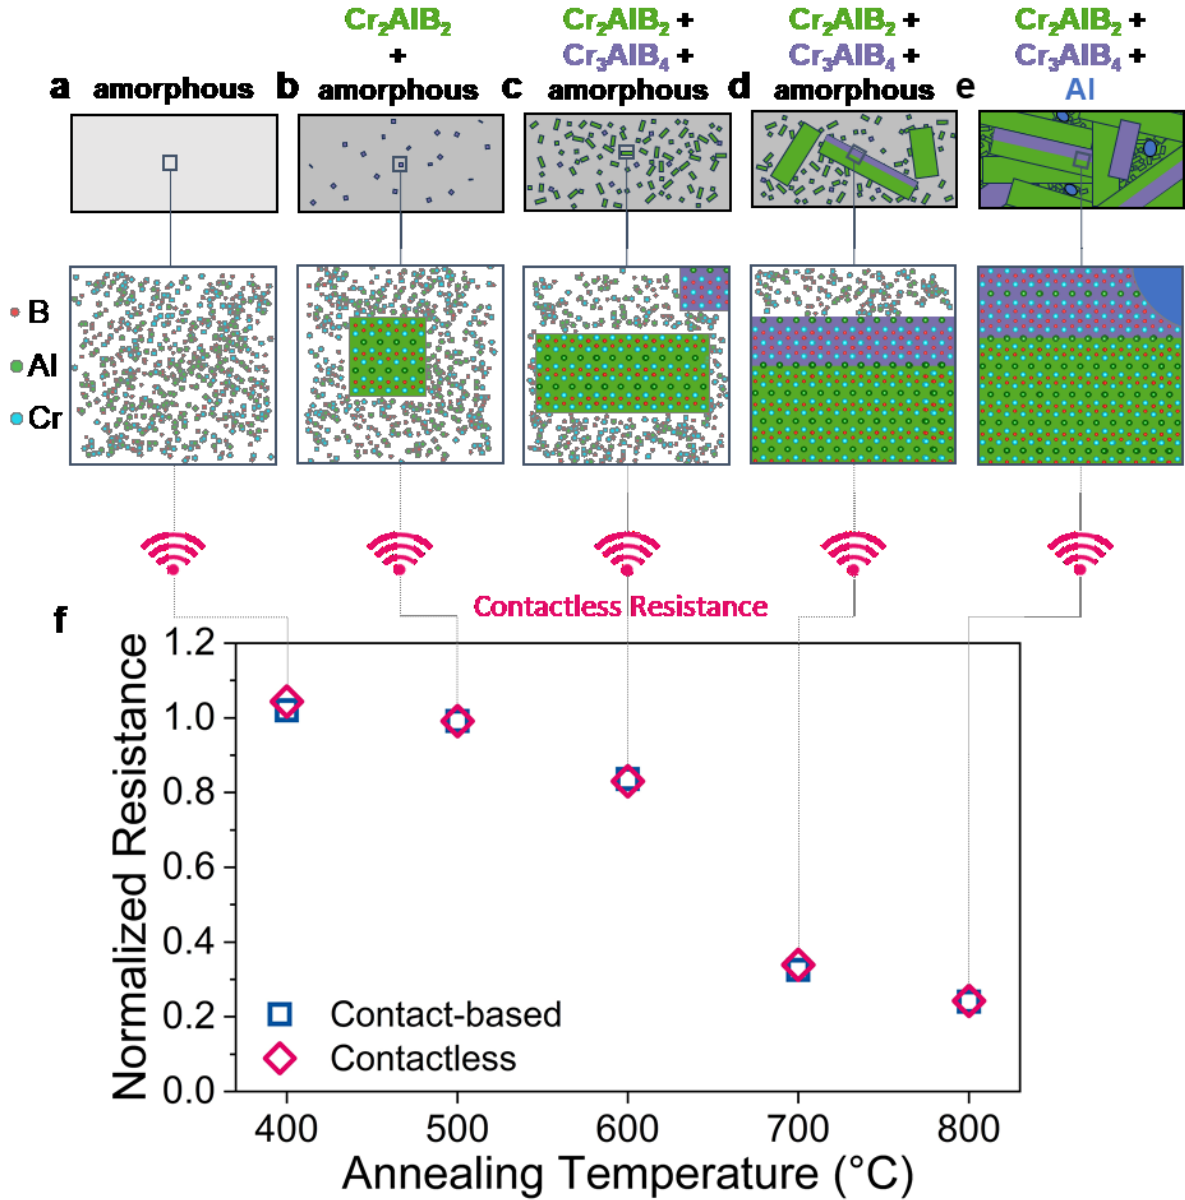 Cr₂AlB₂
+
Cr₂AlB₂ +
Cr₃AlB₄ +
Cr₂AlB₂ +
Cr₃AlB₄ +
Cr₂AlB₂ +
Cr₃AlB₄ +
a amorphous
b amorphous
c amorphous
d amorphous
e Al
B
Al
Cr
Contactless Resistance
f
Normalized Resistance
1.2
1.0
0.8
0.6
0.4
0.2
0.0
Contact-based
Contactless
400 500 600 700 800
Annealing Temperature (°C)